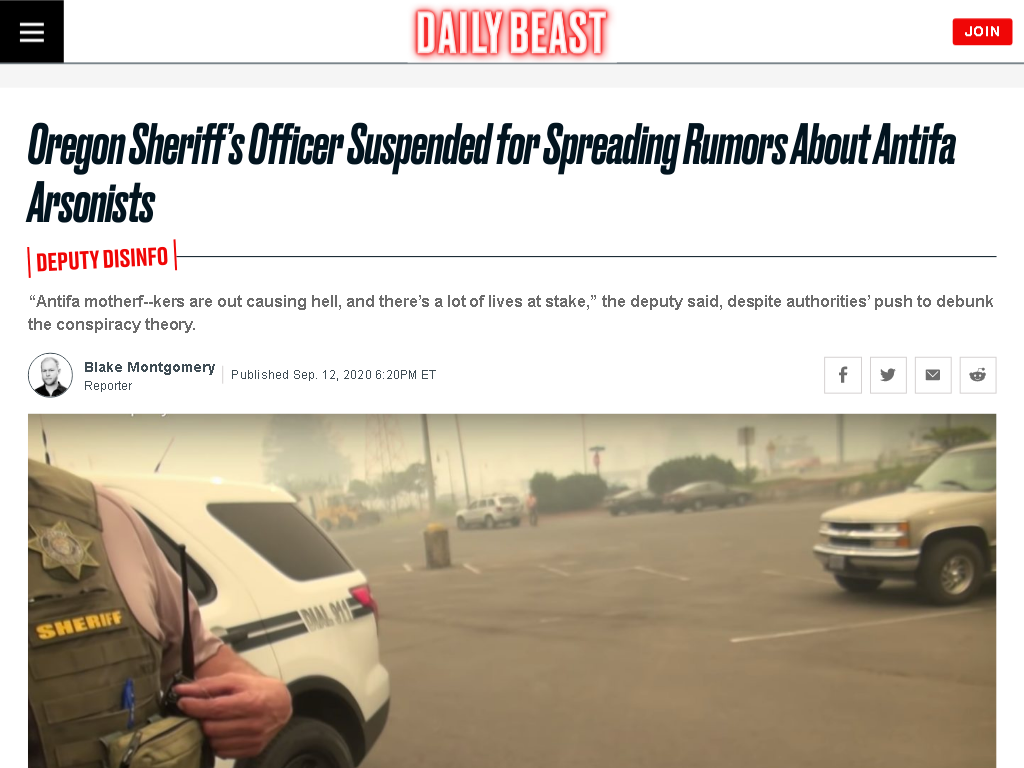 DAILY BEAST
JOIN
Oregon Sheriff’s Officer Suspended for Spreading Rumors About Antifa
Arsonists
DEPUTY DISINFO
“Antifa motherf--kers are out causing hell, and there’s a lot of lives at stake,” the deputy said, despite authorities’ push to debunk
the conspiracy theory.
Blake Montgomery
Reporter
Published Sep. 12, 2020 6:20PM ET
DIAL 911
SHERIFF